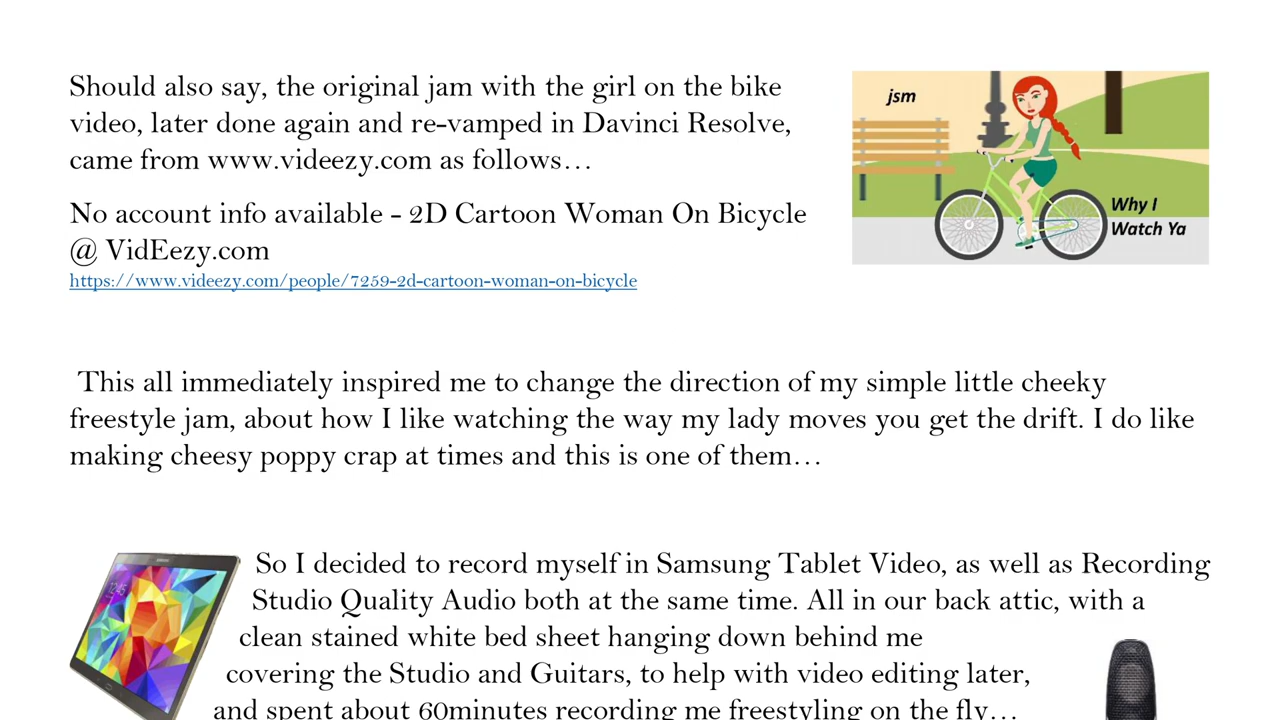 Should also say, the original jam with the girl on the bike
video, later done again and re-vamped in Davinci Resolve,
came from www.videezy.com as follows…
jsm
Why I
Watch Ya
No account info available - 2D Cartoon Woman On Bicycle
@ VidEezy.com
https://www.videezy.com/people/7259-2d-cartoon-woman-on-bicycle
This all immediately inspired me to change the direction of my simple little cheeky
freestyle jam, about how I like watching the way my lady moves you get the drift. I do like
making cheesy poppy crap at times and this is one of them…
So I decided to record myself in Samsung Tablet Video, as well as Recording
Studio Quality Audio both at the same time. All in our back attic, with a
clean stained white bed sheet hanging down behind me
covering the Studio and Guitars, to help with video editing later,
and spent about 60minutes recording me freestyling on the fly…
SAMSUNG
12:45